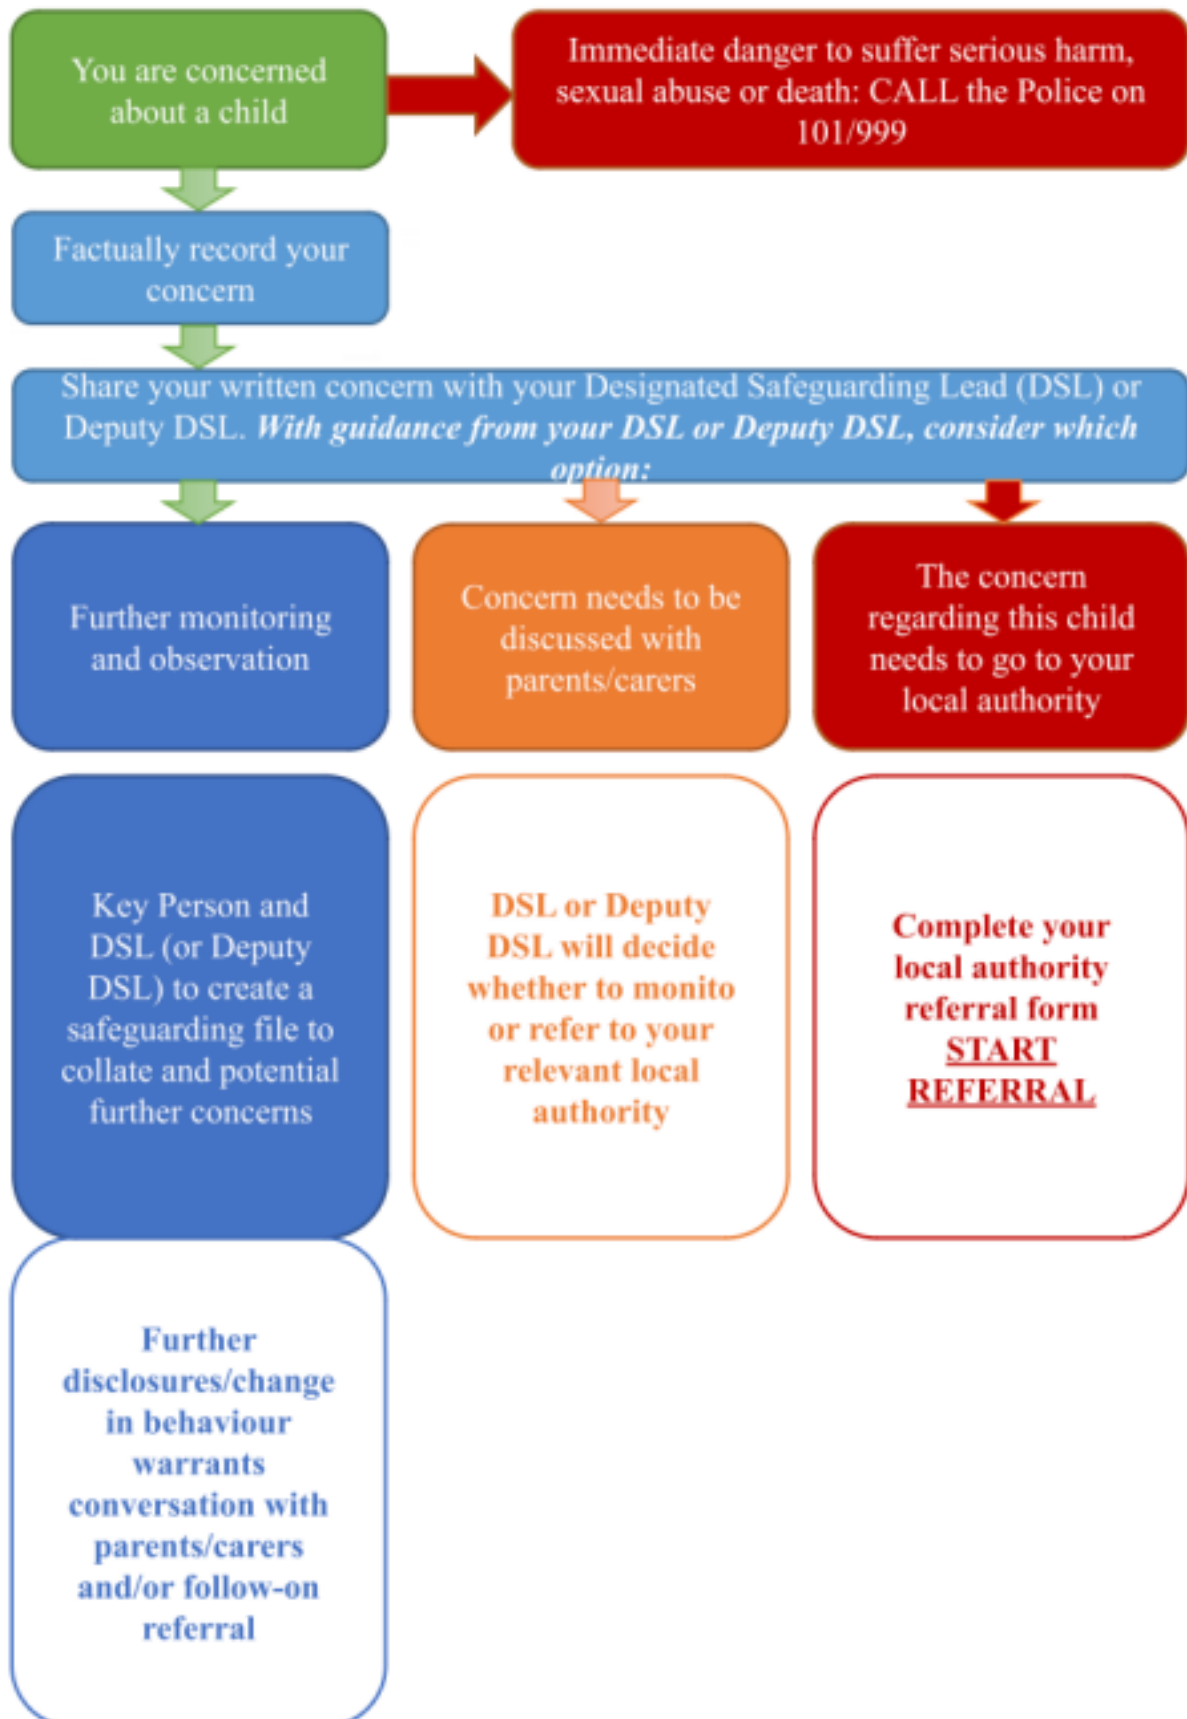 You are concerned
about a child
Immediate danger to suffer serious harm,
sexual abuse or death: CALL the Police on
101/999
Factually record your
concern
Share your written concern with your Designated Safeguarding Lead (DSL) or
Deputy DSL. With guidance from your DSL or Deputy DSL, consider which
option:
Further monitoring
and observation
Concern needs to be
discussed with
parents/carers
The concern
regarding this child
needs to go to your
local authority
Key Person and
DSL (or Deputy
DSL) to create a
safeguarding file to
collate and potential
further concerns
DSL or Deputy
DSL will decide
whether to monito
or refer to your
relevant local
authority
Complete your
local authority
referral form
START
REFERRAL
Further
disclosures/change
in behaviour
warrants
conversation with
parents/carers
and/or follow-on
referral